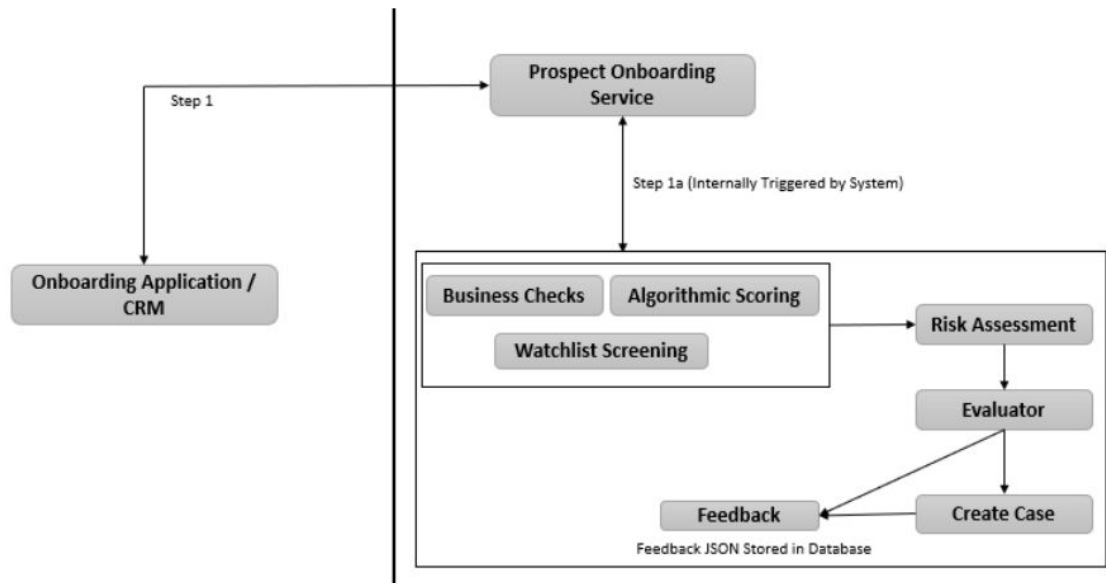 Prospect Onboarding
Service
Step 1
Step 1a (Internally Triggered by System)
Onboarding Application /
CRM
Business Checks
Algorithmic Scoring
Watchlist Screening
Risk Assessment
Evaluator
Create Case
Feedback
Feedback JSON Stored in Database